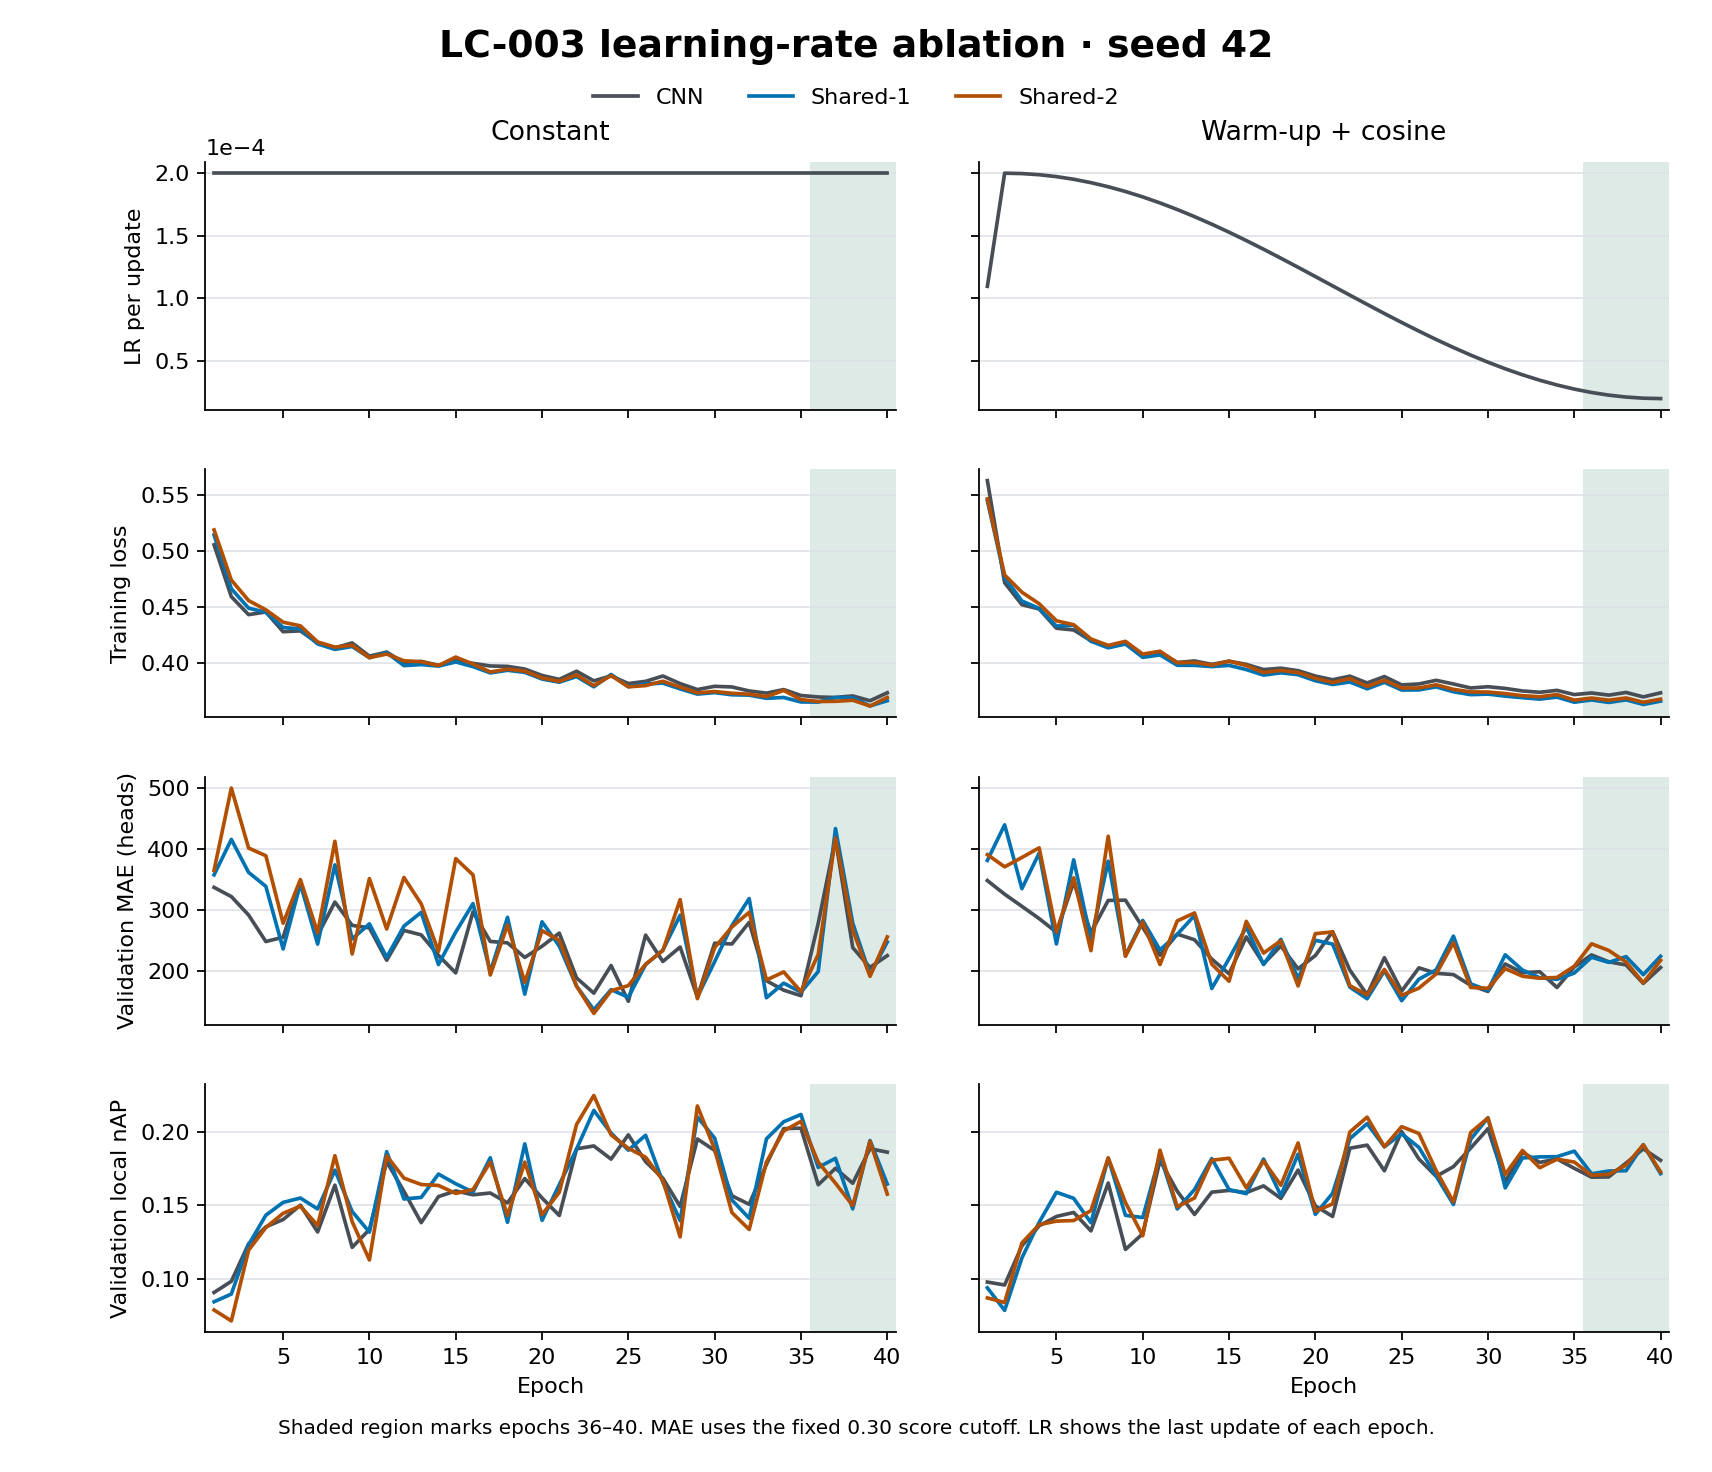 LC-003 learning-rate ablation · seed 42
CNN Shared-1 Shared-2
Constant
Warm-up + cosine
1e−4
LR per update
2.0
1.5
1.0
0.5
Training loss
0.55
0.50
0.45
0.40
Validation MAE (heads)
500
400
300
200
Validation local nAP
0.20
0.15
0.10
5 10 15 20 25 30 35 40
5 10 15 20 25 30 35 40
Epoch
Epoch
Shaded region marks epochs 36–40. MAE uses the fixed 0.30 score cutoff. LR shows the last update of each epoch.